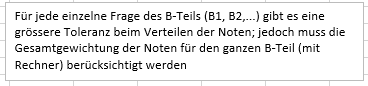 Für jede einzelne Frage des B-Teils (B1, B2,...) gibt es eine
grössere Toleranz beim Verteilen der Noten; jedoch muss die
Gesamtgewichtung der Noten für den ganzen B-Teil (mit
Rechner) berücksichtigt werden